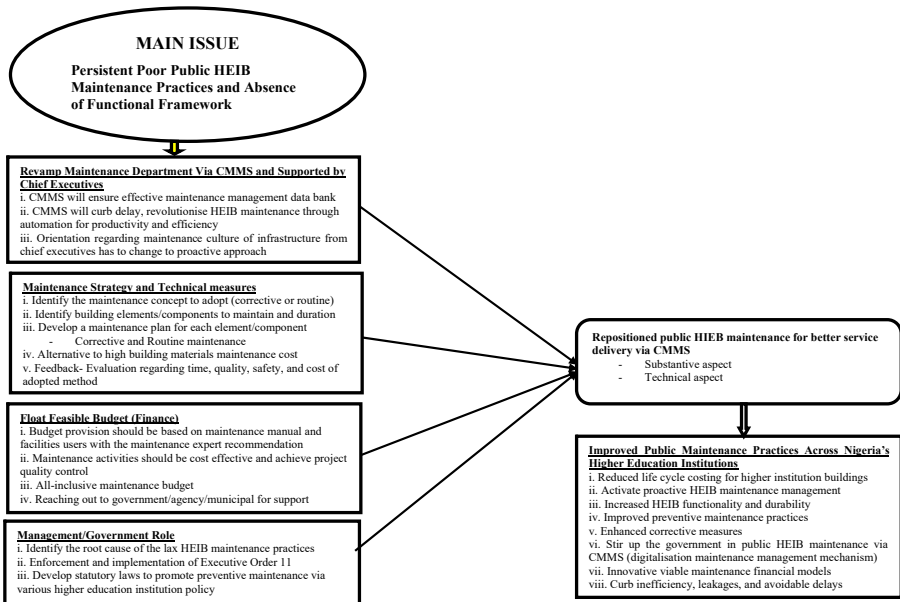 MAIN ISSUE
Persistent Poor Public HEIB
Maintenance Practices and Absence
of Functional Framework
Revamp Maintenance Department Via CMMS and Supported by
Chief Executives
i. CMMS will ensure effective maintenance management data bank
ii. CMMS will curb delay, revolutionise HEIB maintenance through
automation for productivity and efficiency
iii. Orientation regarding maintenance culture of infrastructure from
chief executives has to change to proactive approach
Maintenance Strategy and Technical measures
i. Identify the maintenance concept to adopt (corrective or routine)
ii. Identify building elements/components to maintain and duration
iii. Develop a maintenance plan for each element/component
- Corrective and Routine maintenance
iv. Alternative to high building materials maintenance cost
v. Feedback- Evaluation regarding time, quality, safety, and cost of
adopted method
Float Feasible Budget (Finance)
i. Budget provision should be based on maintenance manual and
facilities users with the maintenance expert recommendation
ii. Maintenance activities should be cost effective and achieve project
quality control
iii. All-inclusive maintenance budget
iv. Reaching out to government/agency/municipal for support
Management/Government Role
i. Identify the root cause of the lax HEIB maintenance practices
ii. Enforcement and implementation of Executive Order 11
iii. Develop statutory laws to promote preventive maintenance via
various higher education institution policy
Repositioned public HIEB maintenance for better service
delivery via CMMS
- Substantive aspect
- Technical aspect
Improved Public Maintenance Practices Across Nigeria's
Higher Education Institutions
i. Reduced life cycle costing for higher institution buildings
ii. Activate proactive HEIB maintenance management
iii. Increased HEIB functionality and durability
iv. Improved preventive maintenance practices
v. Enhanced corrective measures
vi. Stir up the government in public HEIB maintenance via
CMMS (digitalisation maintenance management mechanism)
vii. Innovative viable maintenance financial models
viii. Curb inefficiency, leakages, and avoidable delays